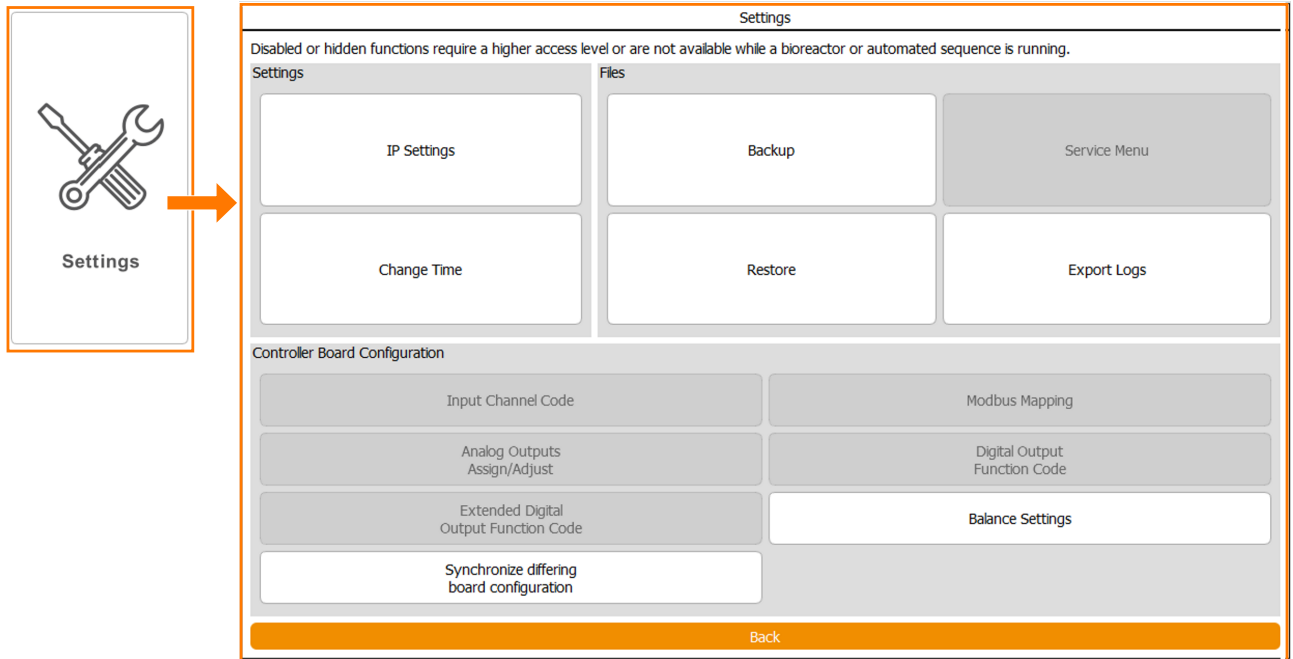 Settings
Settings
Disabled or hidden functions require a higher access level or are not available while a bioreactor or automated sequence is running.
Settings
Files
IP Settings
Backup
Service Menu
Change Time
Restore
Export Logs
Controller Board Configuration
Input Channel Code
Modbus Mapping
Analog Outputs
Assign/Adjust
Digital Output
Function Code
Extended Digital
Output Function Code
Balance Settings
Synchronize differing
board configuration
Back